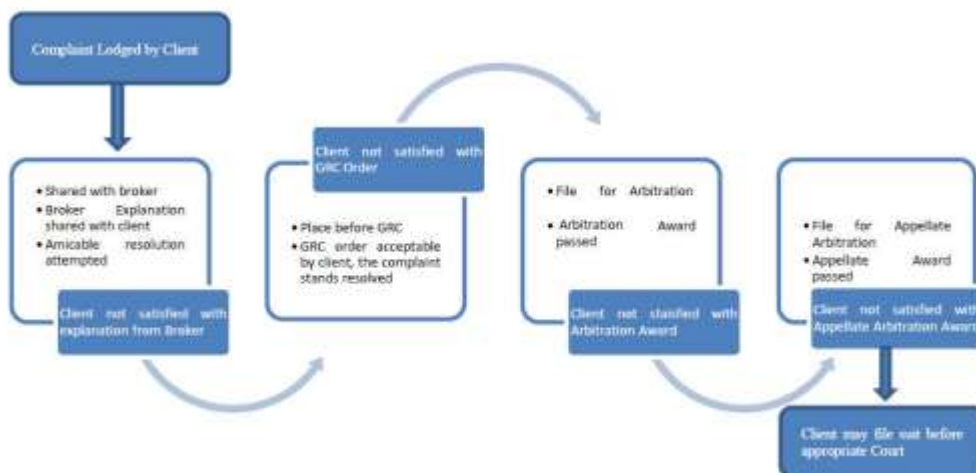 Complaint Lodged by Client
• Shared with broker
• Broker Explanation
shared with client
• Amicable resolution
attempted
Client not satisfied with
explanation from Broker
Client not satisfied with
GRC Order
• Place before GRC
• GRC order acceptable
by client, the complaint
stands resolved
• File for Arbitration
• Arbitration Award
passed
Client not stanified with
Arbitration Award
• File for Appellate
Arbitration
• Appellate Award
passed
Client not satisfied with
Appellate Arbitration Award
Client may file suit before
appropriate Court